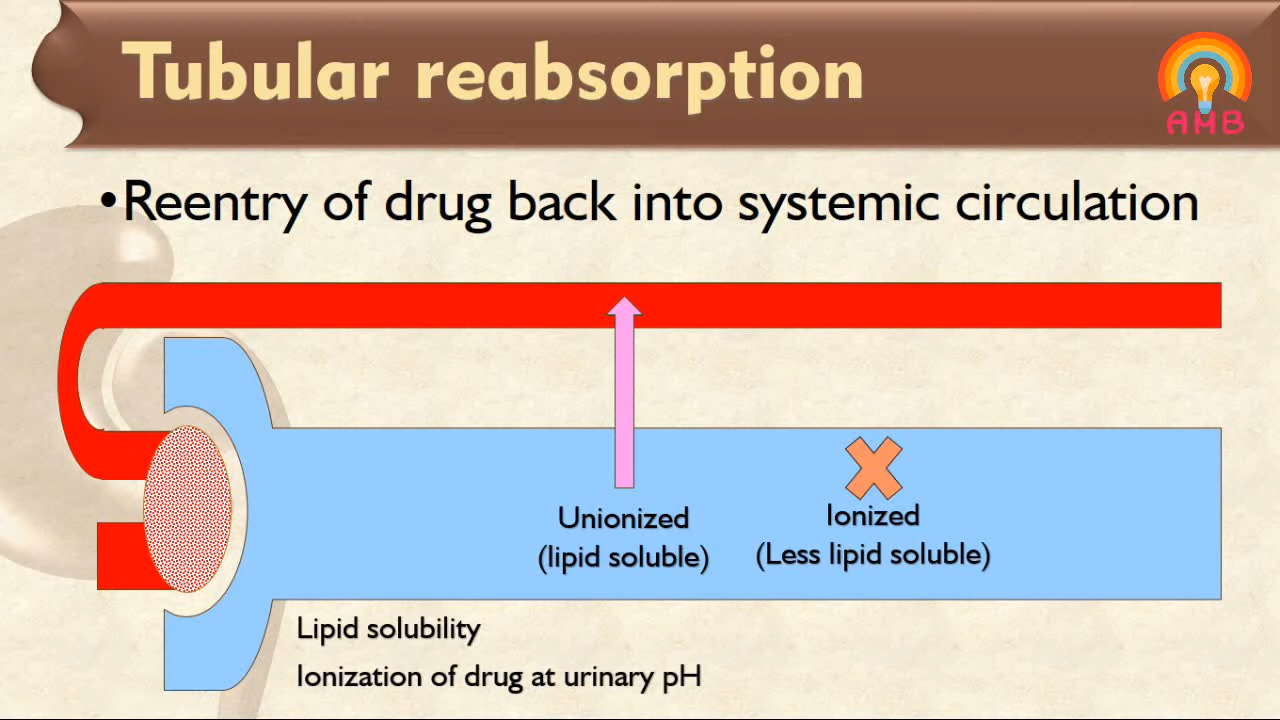 Tubular reabsorption
AMB
•Reentry of drug back into systemic circulation
Unionized
(lipid soluble)
Ionized
(Less lipid soluble)
Lipid solubility
Ionization of drug at urinary pH